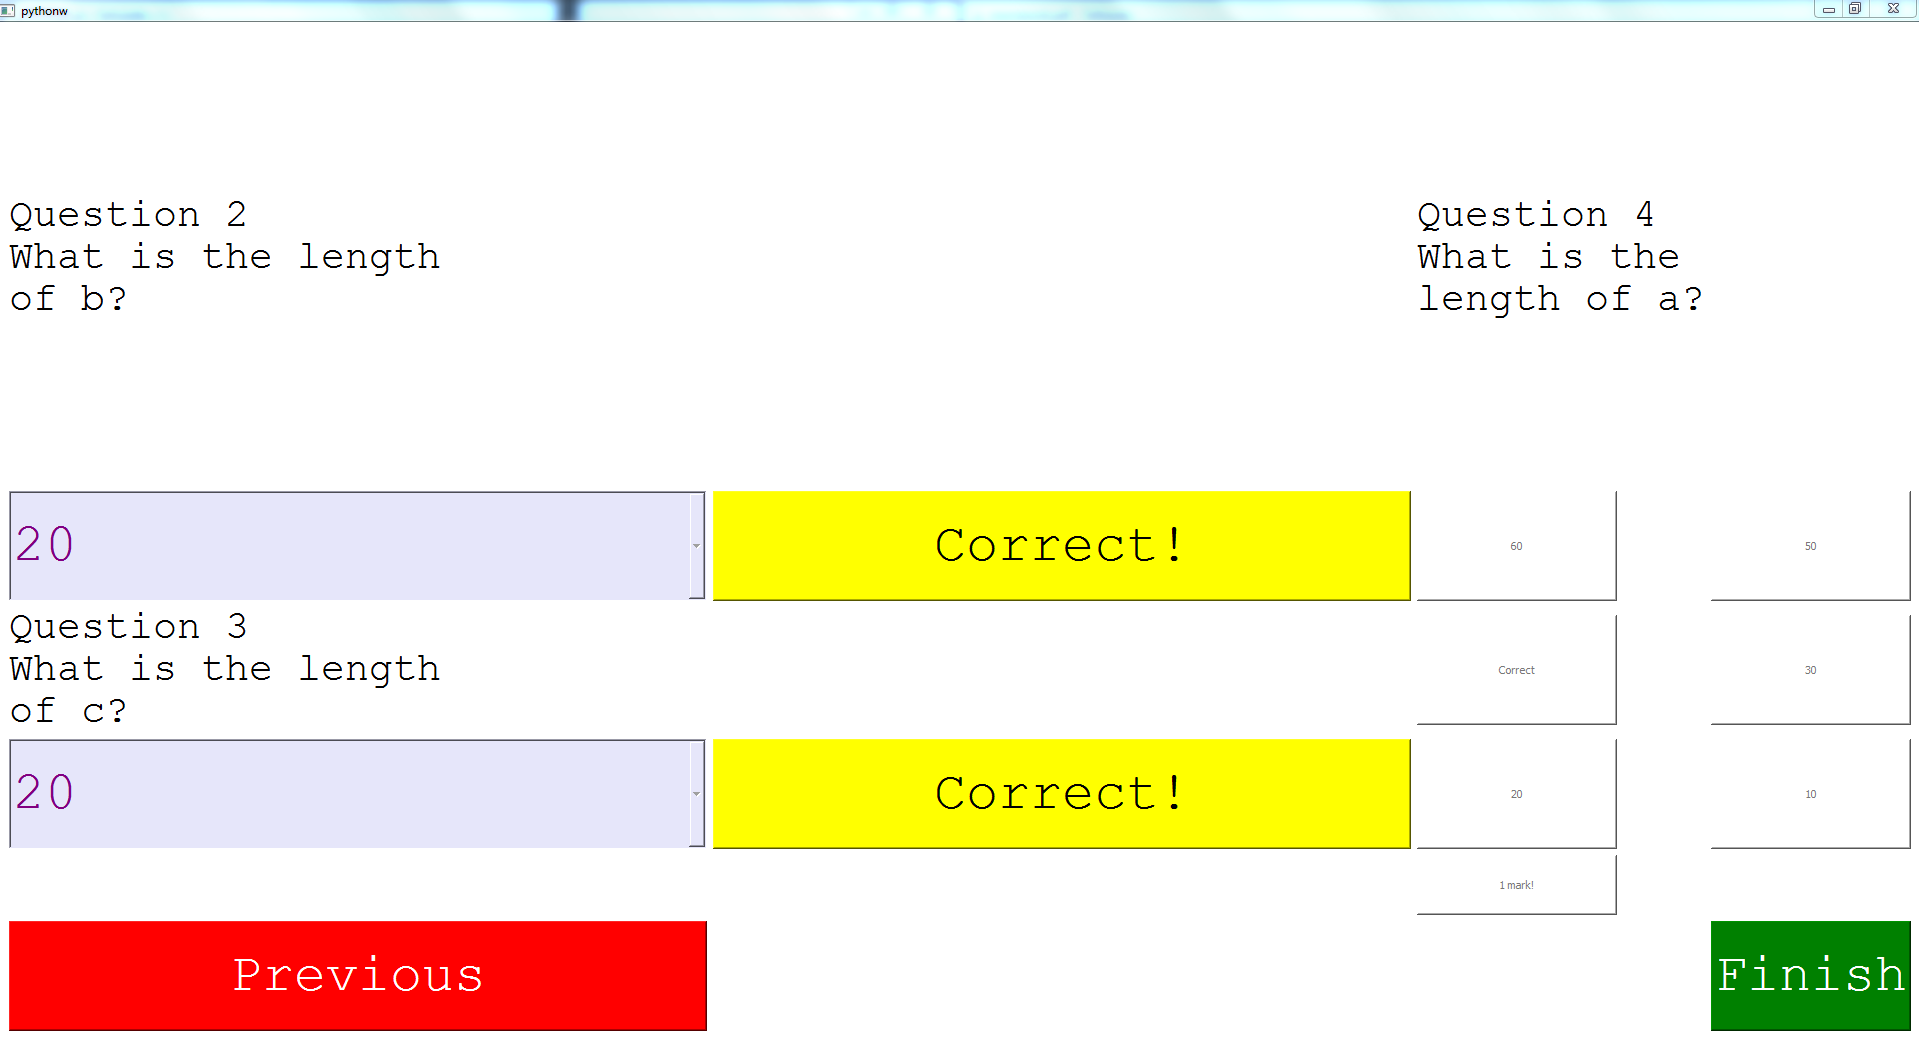 pythonw
Question 2
What is the length
of b?
Question 4
What is the
length of a?
20
Correct!
60
50
Question 3
What is the length
of c?
Correct
30
20
Correct!
20
10
1 mark!
Previous
Finish